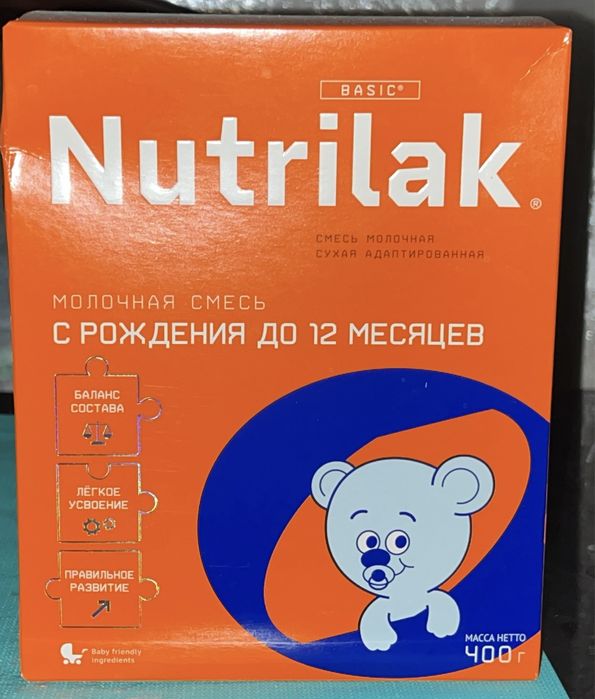 BASIC®
Nutrilak®
СМЕСЬ МОЛОЧНАЯ
СУХАЯ АДАПТИРОВАННАЯ
МОЛОЧНАЯ СМЕСЬ
С РОЖДЕНИЯ ДО 12 МЕСЯЦЕВ
БАЛАНС
СОСТАВА
ЛЁГКОЕ
УСВОЕНИЕ
ПРАВИЛЬНОЕ
РАЗВИТИЕ
Baby friendly
ingredients
МАССА НЕТТО
400 г